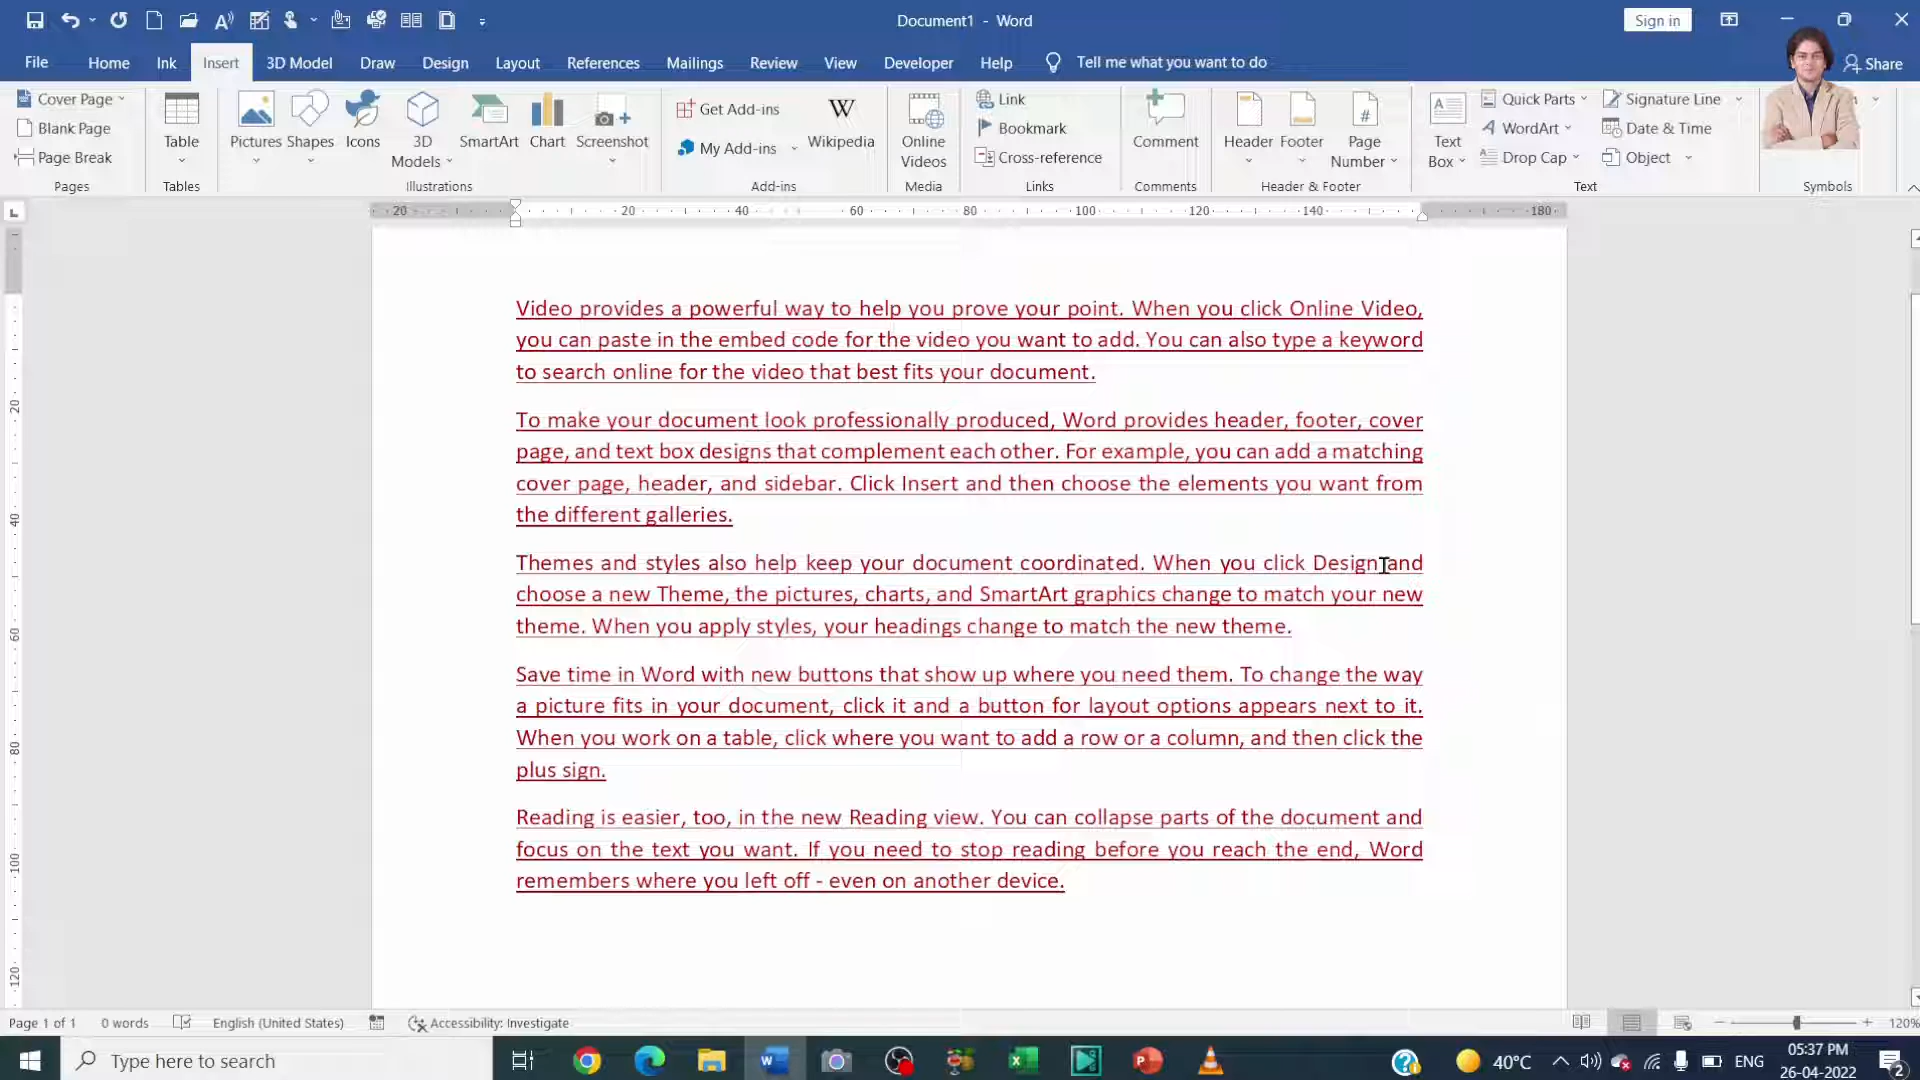 Document1 - Word
Sign in
File Home Ink Insert 3D Model Draw Design Layout References Mailings Review View Developer Help Tell me what you want to do Share
Cover Page
Blank Page
Page Break
Pages
Table
Tables
Pictures Shapes Icons 3D Models SmartArt Chart Screenshot
Illustrations
Get Add-ins
My Add-ins
Wikipedia
Add-ins
Online Videos
Media
Link
Bookmark
Cross-reference
Links
Comment
Comments
Header Footer Page Number
Header & Footer
Text Box
Quick Parts
WordArt
Drop Cap
Signature Line
Date & Time
Object
Text
Symbols
20 20 40 60 80 100 120 140 180
Video provides a powerful way to help you prove your point. When you click Online Video,
you can paste in the embed code for the video you want to add. You can also type a keyword
to search online for the video that best fits your document.
To make your document look professionally produced, Word provides header, footer, cover
page, and text box designs that complement each other. For example, you can add a matching
cover page, header, and sidebar. Click Insert and then choose the elements you want from
the different galleries.
Themes and styles also help keep your document coordinated. When you click Design and
choose a new Theme, the pictures, charts, and SmartArt graphics change to match your new
theme. When you apply styles, your headings change to match the new theme.
Save time in Word with new buttons that show up where you need them. To change the way
a picture fits in your document, click it and a button for layout options appears next to it.
When you work on a table, click where you want to add a row or a column, and then click the
plus sign.
Reading is easier, too, in the new Reading view. You can collapse parts of the document and
focus on the text you want. If you need to stop reading before you reach the end, Word
remembers where you left off - even on another device.
20
40
60
80
100
120
Page 1 of 1 0 words English (United States) Accessibility: Investigate 120%
Type here to search
40°C ENG
05:37 PM
26-04-2022
2